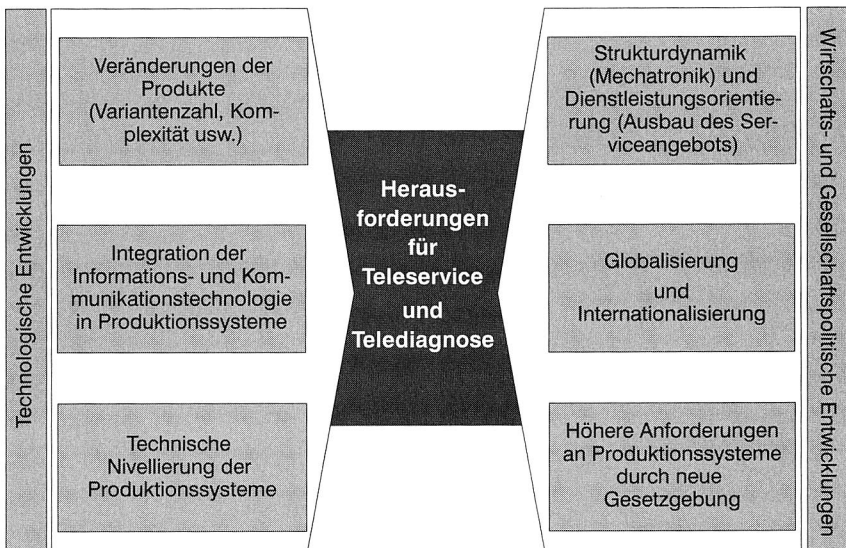 Technologische Entwicklungen
Veränderungen der
Produkte
(Variantenzahl, Kom-
plexität usw.)
Integration der
Informations- und Kom-
munikationstechnologie
in Produktionssysteme
Technische
Nivellierung der
Produktionssysteme
Heraus-
forderungen
für
Teleservice
und
Telediagnose
Strukturdynamik
(Mechatronik) und
Dienstleistungsorientie-
rung (Ausbau des Ser-
viceangebots)
Globalisierung
und
Internationalisierung
Höhere Anforderungen
an Produktionssysteme
durch neue
Gesetzgebung
Wirtschafts- und Gesellschaftspolitische Entwicklungen